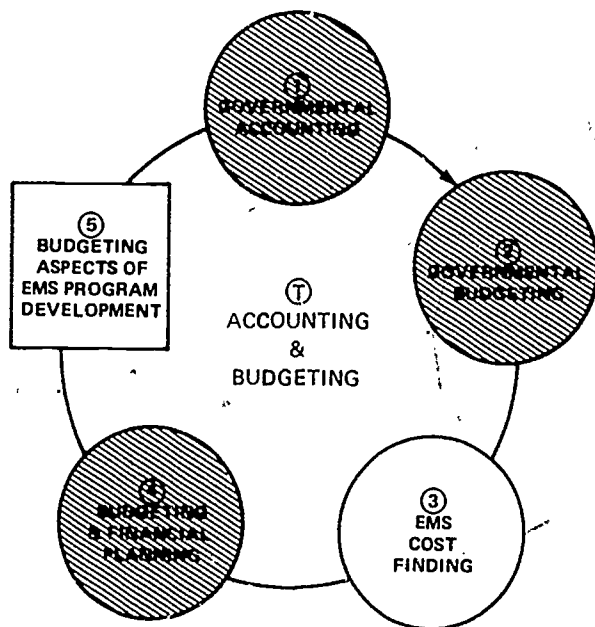 ①
GOVERNMENTAL
ACCOUNTING
②
GOVERNMENTAL
BUDGETING
③
EMS
COST
FINDING
④
BUDGETING
& FINANCIAL
PLANNING
⑤
BUDGETING
ASPECTS OF
EMS PROGRAM
DEVELOPMENT
Ⓣ
ACCOUNTING
&
BUDGETING